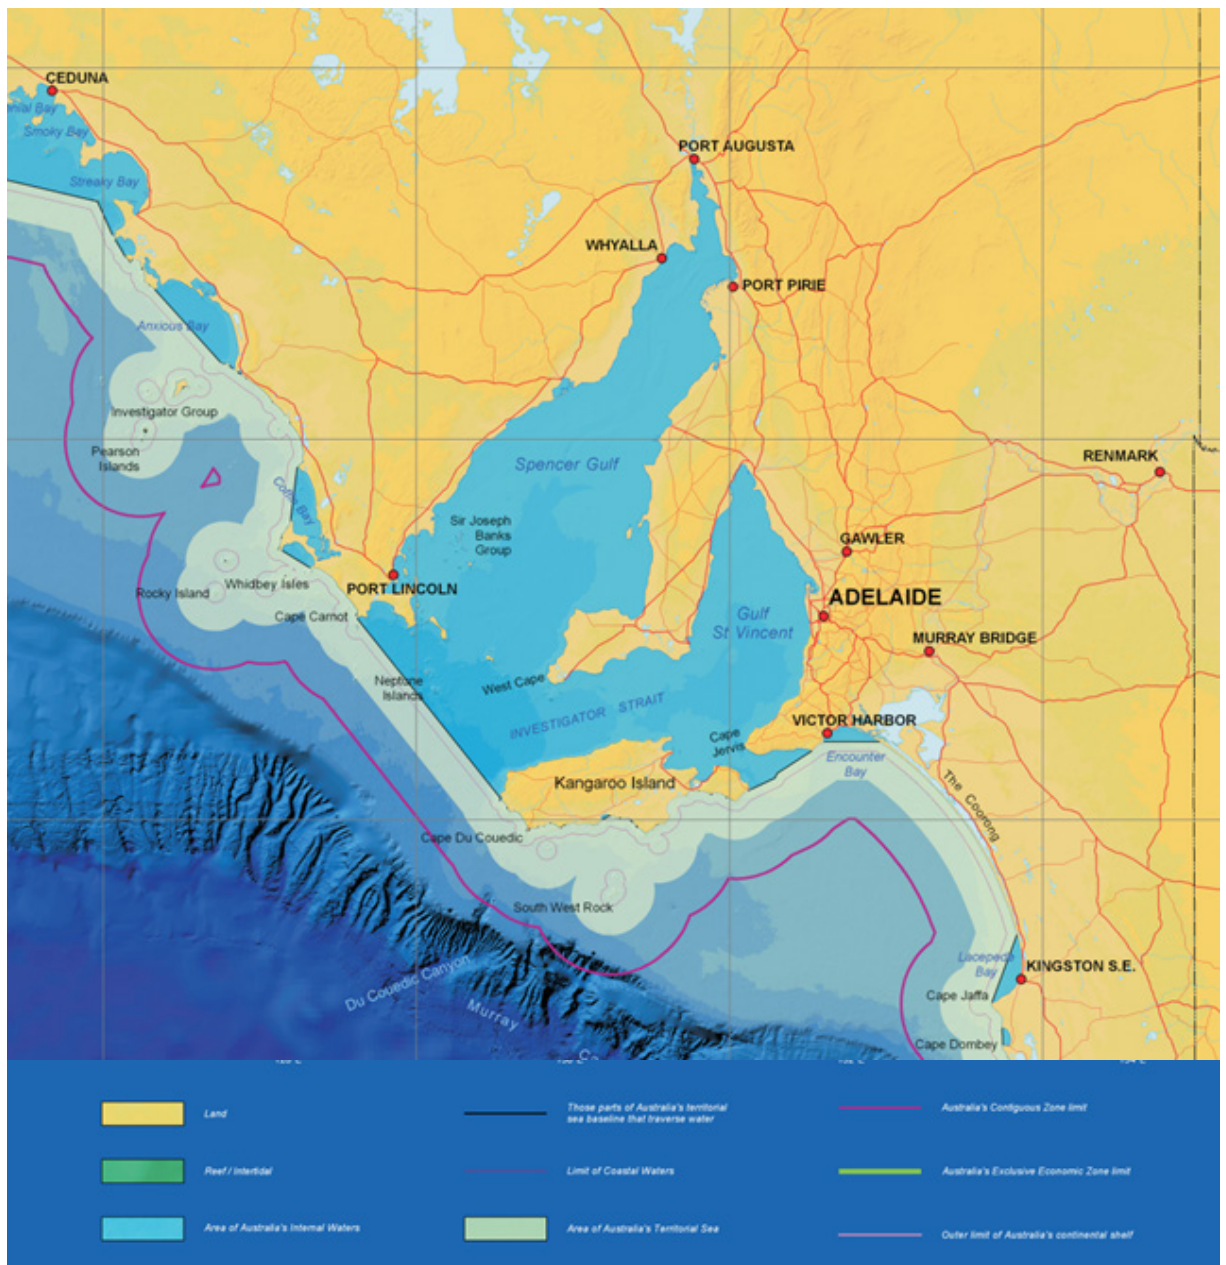 CEDUNA
Smoky Bay
Streaky Bay
PORT AUGUSTA
WHYALLA
PORT PIRIE
Anxious Bay
Investigator Group
Pearson
Islands
Spencer Gulf
RENMARK
Coffin Bay
Sir Joseph
Banks
Group
GAWLER
Whidbey Isles
Rocky Island
PORT LINCOLN
ADELAIDE
Cape Carnot
Gulf
St Vincent
MURRAY BRIDGE
Neptune
Islands
West Cape
INVESTIGATOR STRAIT
Cape
Jervis
VICTOR HARBOR
Encounter
Bay
Kangaroo Island
The Coorong
Cape Du Couedic
South West Rock
Lacepede
Bay
KINGSTON S.E.
Du Couedic Canyon
Murray
Cape Jaffa
Cape Dombey
Land
Those parts of Australia's territorial
sea baseline that traverse water
Australia's Contiguous Zone limit
Reef / Intertidal
Limit of Coastal Waters
Australia's Exclusive Economic Zone limit
Area of Australia's Internal Waters
Area of Australia's Territorial Sea
Outer limit of Australia's continental shelf